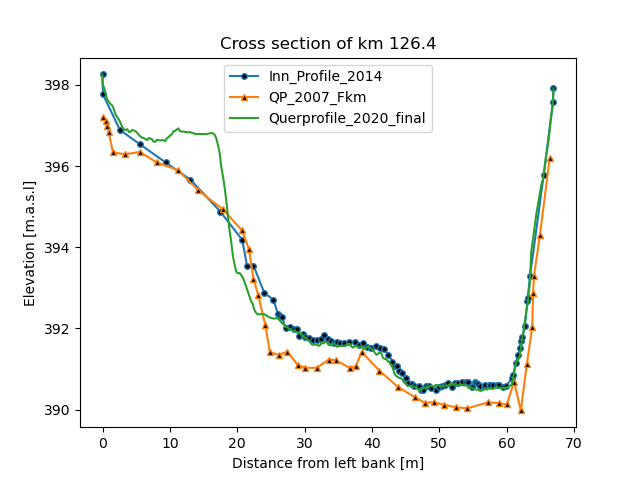 Cross section of km 126.4
Inn_Profile_2014
QP_2007_Fkm
Querprofile_2020_final
Elevation [m.a.s.l]
398
396
394
392
390
0 10 20 30 40 50 60 70
Distance from left bank [m]